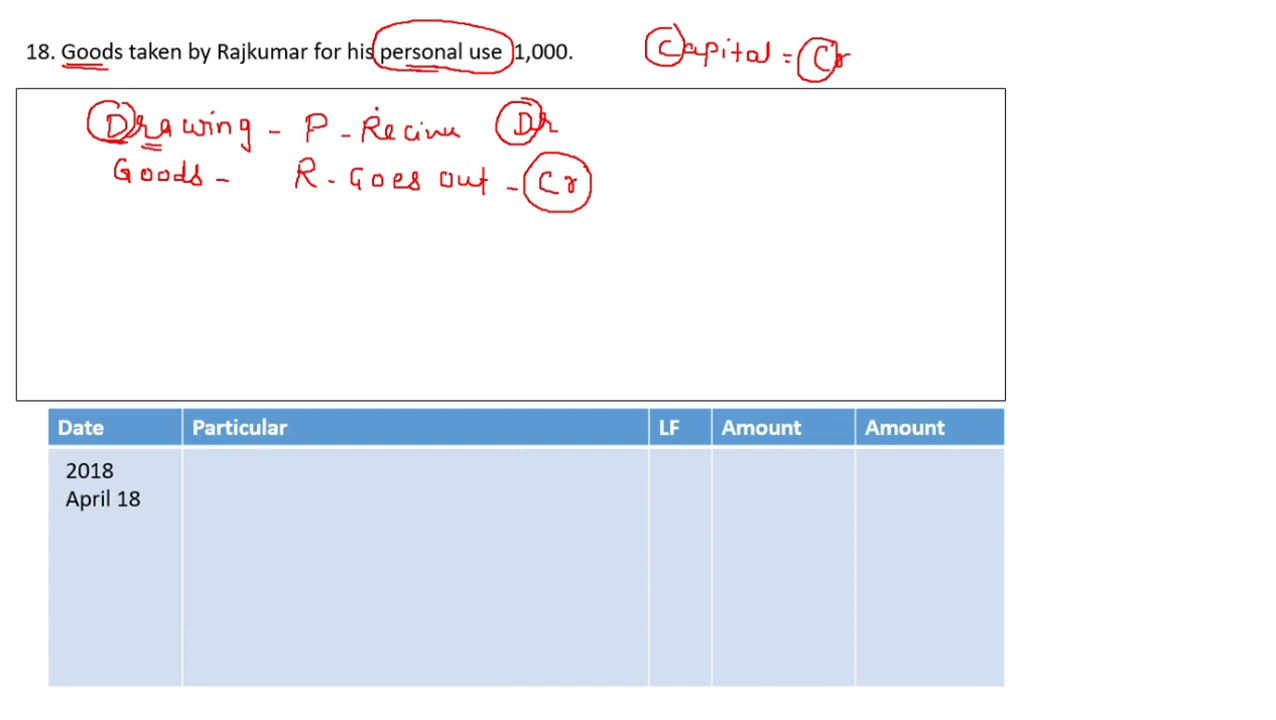 18. Goods taken by Rajkumar for his personal use 1,000.
Capital = Cr
Drawing - P - Recive Dr
Goods - R - Goes out - Cr
Date Particular LF Amount Amount
2018
April 18